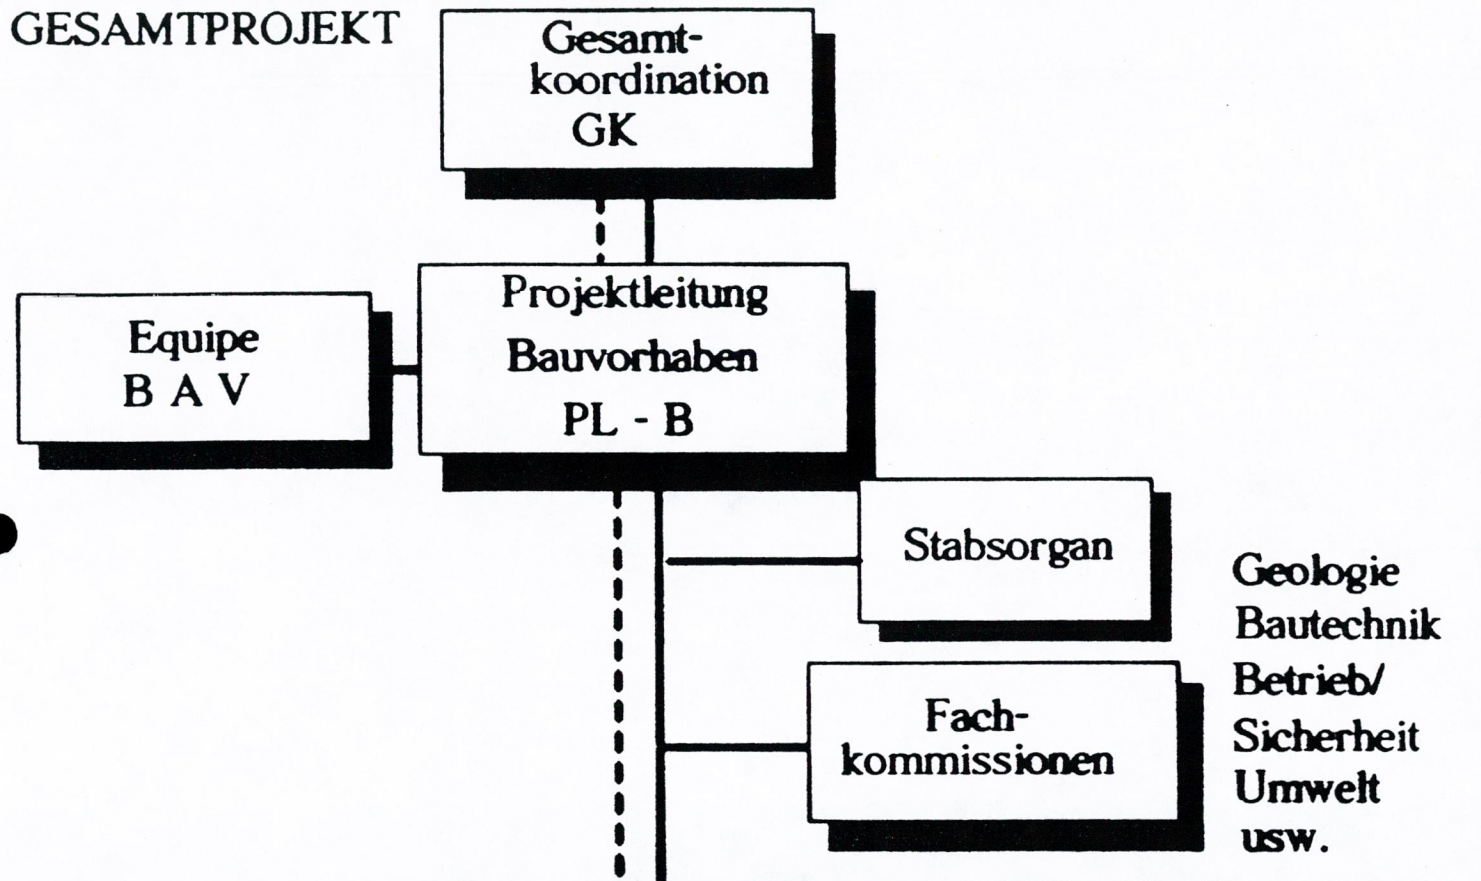 GESAMTPROJEKT
Gesamt-
koordination
GK
Projektleitung
Bauvorhaben
PL - B
Equipe
B A V
Stabsorgan
Fach-
kommissionen
Geologie
Bautechnik
Betrieb/
Sicherheit
Umwelt
usw.